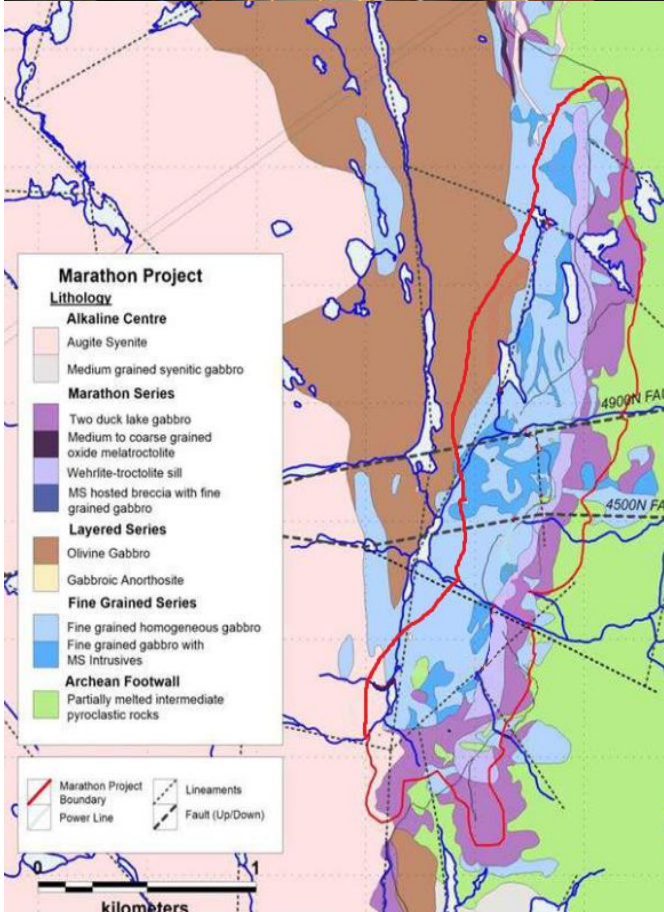 4900N FAU
4500N FA
Marathon Project
Lithology
Alkaline Centre
Augite Syenite
Medium grained syenitic gabbro
Marathon Series
Two duck lake gabbro
Medium to coarse grained
oxide melatroctolite
Wehrlite-troctolite sill
MS hosted breccia with fine
grained gabbro
Layered Series
Olivine Gabbro
Gabbroic Anorthosite
Fine Grained Series
Fine grained homogeneous gabbro
Fine grained gabbro with
MS Intrusives
Archean Footwall
Partially melted intermediate
pyroclastic rocks
Marathon Project
Boundary
Power Line
Lineaments
Fault (Up/Down)
0 1
kilometers